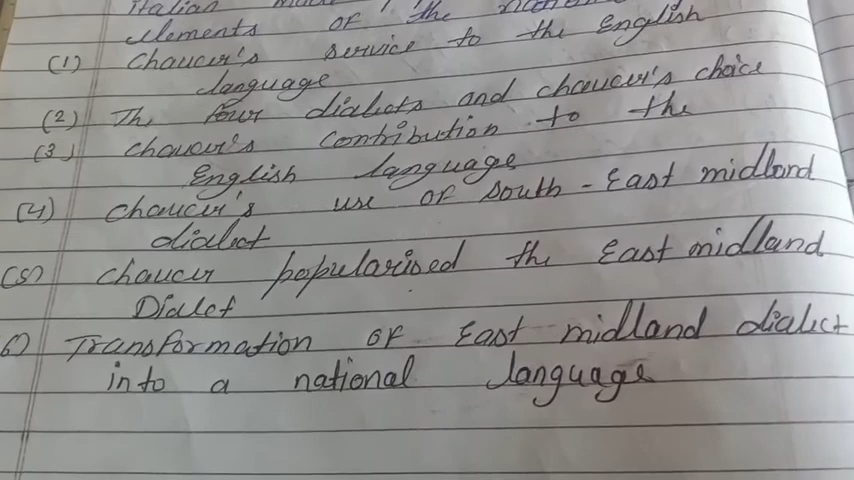 Italian
elements of the
(1) Chaucer's service to the English
language
(2) The four dialects and chaucer's choice
(3) chaucer's contribution to the
English language
(4) chaucer's use of south - East midland
dialect
(5) chaucer popularised the East midland
Dialet
6) Transformation of East midland dialect
into a national language